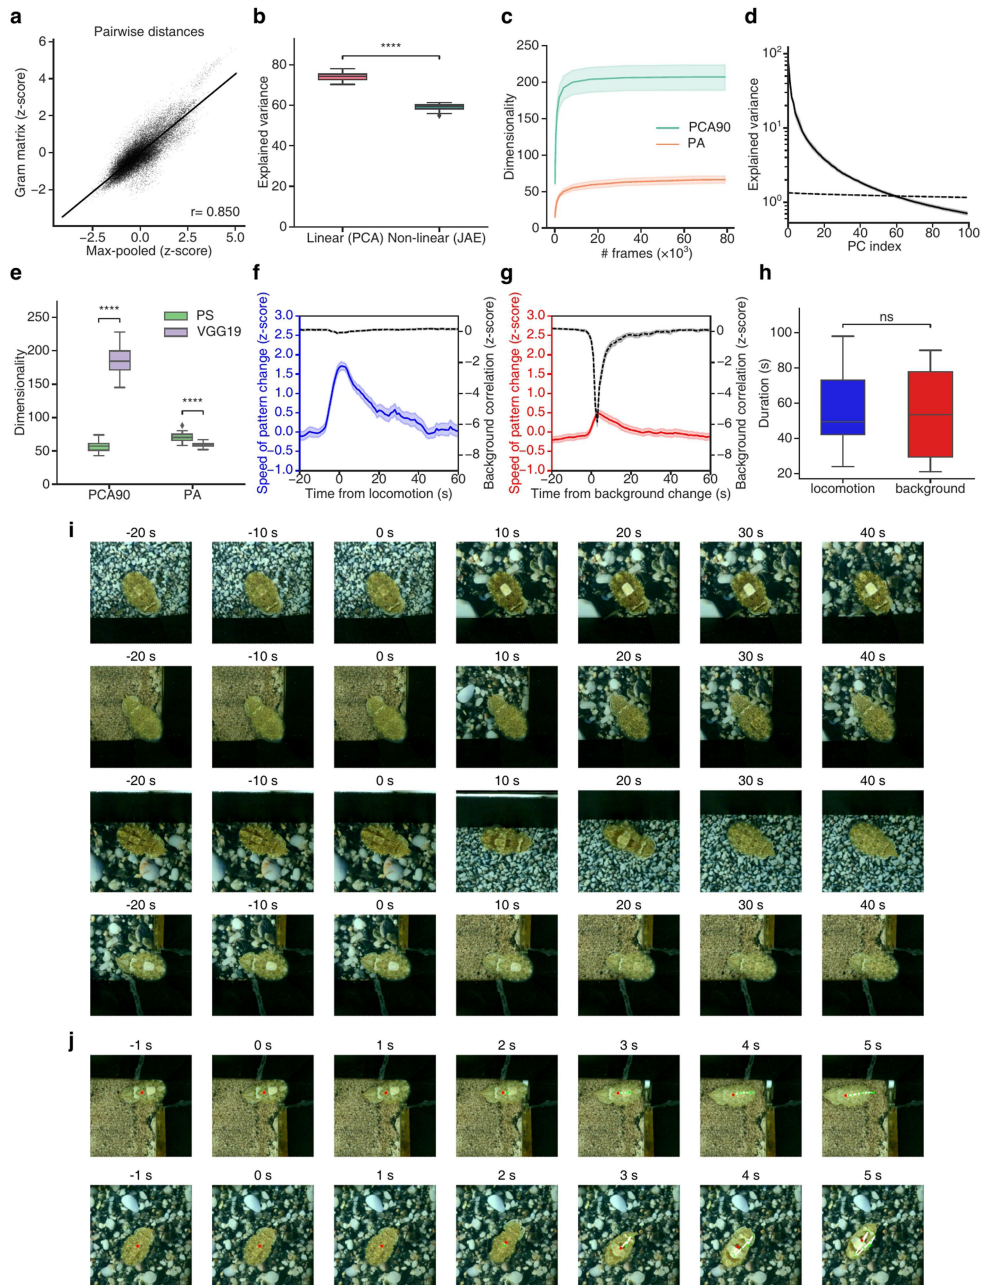 a
Pairwise distances
Gram matrix (z-score)
6
4
2
0
−2
−2.5 0.0 2.5 5.0
Max-pooled (z-score)
r= 0.850
b
****
Explained variance
80
60
40
20
0
Linear (PCA) Non-linear (JAE)
c
Dimensionality
250
200
150
100
50
0
PCA90
PA
0 20 40 60 80
# frames (×10³)
d
Explained variance
10²
10¹
10⁰
0 20 40 60 80 100
PC index
e
Dimensionality
250
200
150
100
50
0
****
****
PS
VGG19
PCA90 PA
f
Speed of pattern change (z-score)
3.0
2.5
2.0
1.5
1.0
0.5
0.0
−0.5
−1.0
−20 0 20 40 60
Time from locomotion (s)
0
−2
−4
−6
−8
Background correlation (z-score)
g
Speed of pattern change (z-score)
3.0
2.5
2.0
1.5
1.0
0.5
0.0
−0.5
−1.0
−20 0 20 40 60
Time from background change (s)
0
−2
−4
−6
−8
Background correlation (z-score)
h
ns
Duration (s)
100
80
60
40
20
locomotion background
i
-20 s -10 s 0 s 10 s 20 s 30 s 40 s
-20 s -10 s 0 s 10 s 20 s 30 s 40 s
-20 s -10 s 0 s 10 s 20 s 30 s 40 s
-20 s -10 s 0 s 10 s 20 s 30 s 40 s
j
-1 s 0 s 1 s 2 s 3 s 4 s 5 s
-1 s 0 s 1 s 2 s 3 s 4 s 5 s